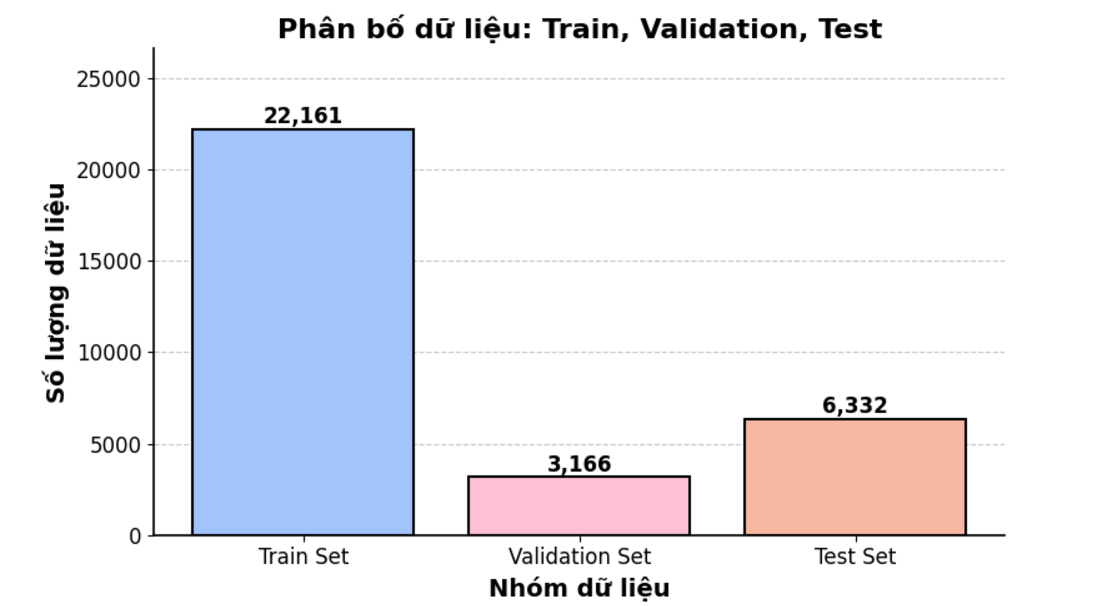 Phân bố dữ liệu: Train, Validation, Test
Số lượng dữ liệu
25000
20000
15000
10000
5000
0
22,161
3,166
6,332
Train Set
Validation Set
Test Set
Nhóm dữ liệu